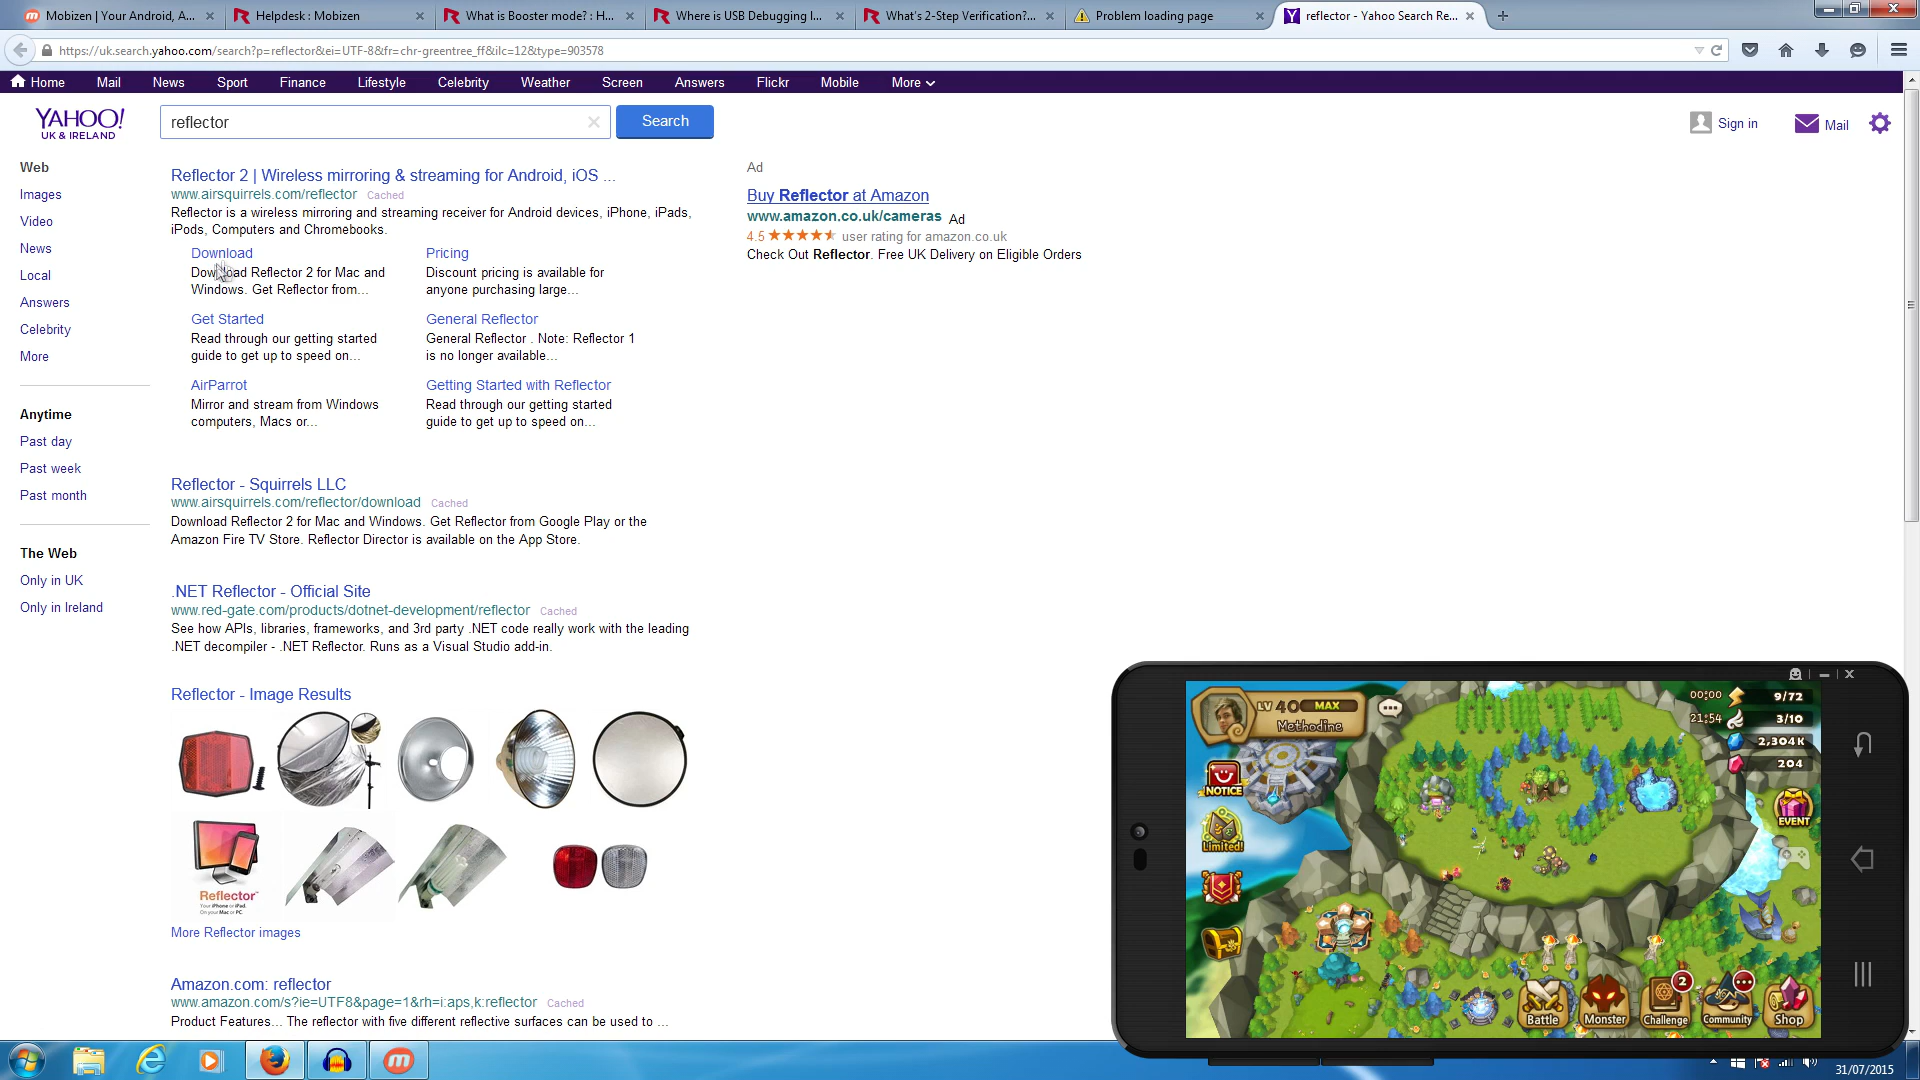 Mobizen | Your Android, A...
Helpdesk : Mobizen
What is Booster mode? : H...
Where is USB Debugging I...
What's 2-Step Verification?...
Problem loading page
reflector - Yahoo Search Re...
https://uk.search.yahoo.com/search?p=reflector&ei=UTF-8&fr=chr-greentree_ff&ilc=12&type=903578
Home Mail News Sport Finance Lifestyle Celebrity Weather Screen Answers Flickr Mobile More
YAHOO!
UK & IRELAND
reflector
Search
Sign in
Mail
Web
Images
Video
News
Local
Answers
Celebrity
More
Anytime
Past day
Past week
Past month
The Web
Only in UK
Only in Ireland
Reflector 2 | Wireless mirroring & streaming for Android, iOS ...
www.airsquirrels.com/reflector Cached
Reflector is a wireless mirroring and streaming receiver for Android devices, iPhone, iPads,
iPods, Computers and Chromebooks.
Download
Download Reflector 2 for Mac and
Windows. Get Reflector from...
Pricing
Discount pricing is available for
anyone purchasing large...
Get Started
Read through our getting started
guide to get up to speed on...
General Reflector
General Reflector . Note: Reflector 1
is no longer available...
AirParrot
Mirror and stream from Windows
computers, Macs or...
Getting Started with Reflector
Read through our getting started
guide to get up to speed on...
Reflector - Squirrels LLC
www.airsquirrels.com/reflector/download Cached
Download Reflector 2 for Mac and Windows. Get Reflector from Google Play or the
Amazon Fire TV Store. Reflector Director is available on the App Store.
.NET Reflector - Official Site
www.red-gate.com/products/dotnet-development/reflector Cached
See how APIs, libraries, frameworks, and 3rd party .NET code really work with the leading
.NET decompiler - .NET Reflector. Runs as a Visual Studio add-in.
Reflector - Image Results
Reflector
Your iPhone or iPad.
On your Mac or PC
More Reflector images
Amazon.com: reflector
www.amazon.com/s?ie=UTF8&page=1&rh=i:aps,k:reflector Cached
Product Features... The reflector with five different reflective surfaces can be used to ...
Ad
Buy Reflector at Amazon
www.amazon.co.uk/cameras Ad
4.5 user rating for amazon.co.uk
Check Out Reflector. Free UK Delivery on Eligible Orders
LV 40 MAX
Methodine
00:00 9/72
21:54 3/10
2,304K
204
NOTICE
Limited!
EVENT
2
Battle
Monster
Challenge
Community
Shop
31/07/2015